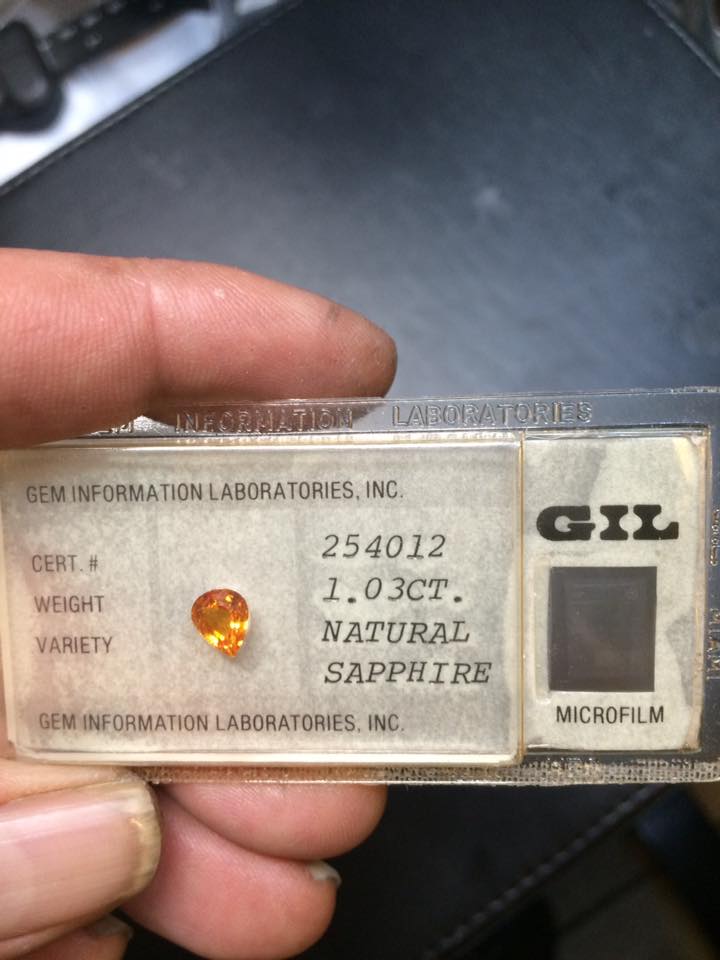 INFORMATION LABORATORIES
GEM INFORMATION LABORATORIES, INC.
CERT. # 254012
WEIGHT 1.03CT.
VARIETY NATURAL
SAPPHIRE
GEM INFORMATION LABORATORIES, INC.
GIL
MICROFILM
MIAMI